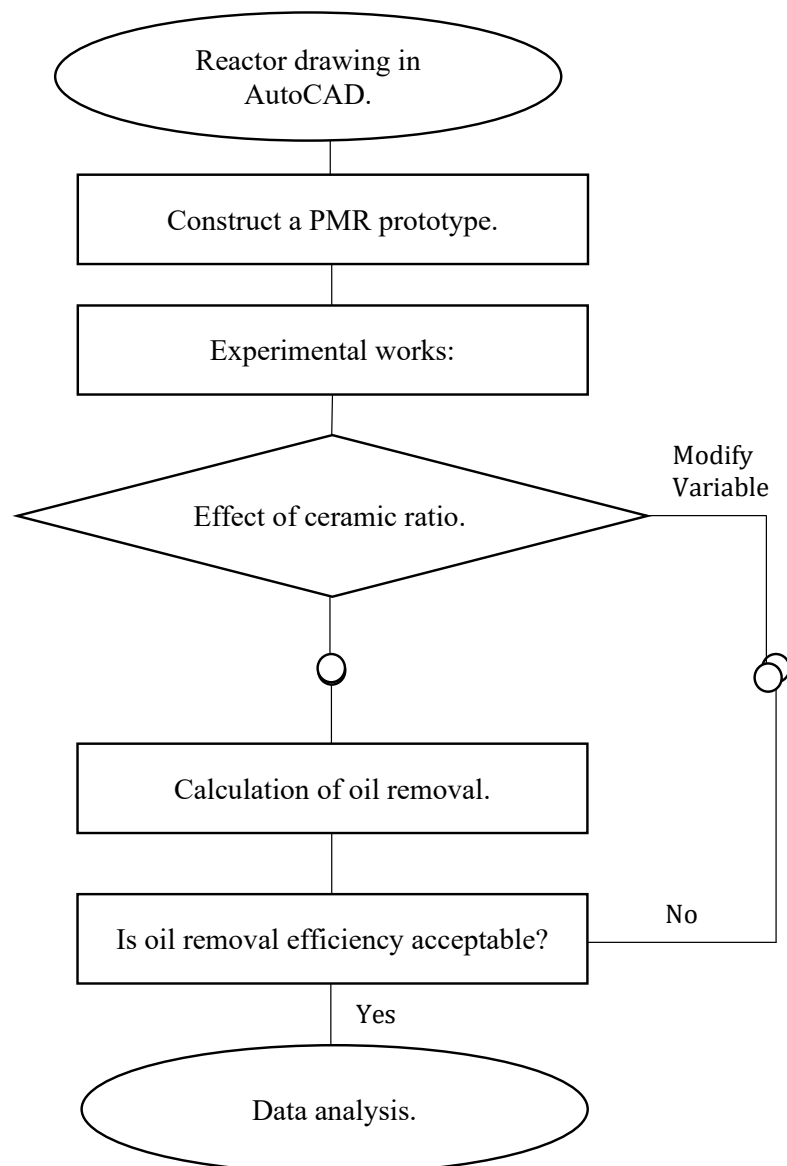 Reactor drawing in
AutoCAD.
Construct a PMR prototype.
Experimental works:
Modify
Variable
Effect of ceramic ratio.
Calculation of oil removal.
Is oil removal efficiency acceptable?
No
Yes
Data analysis.